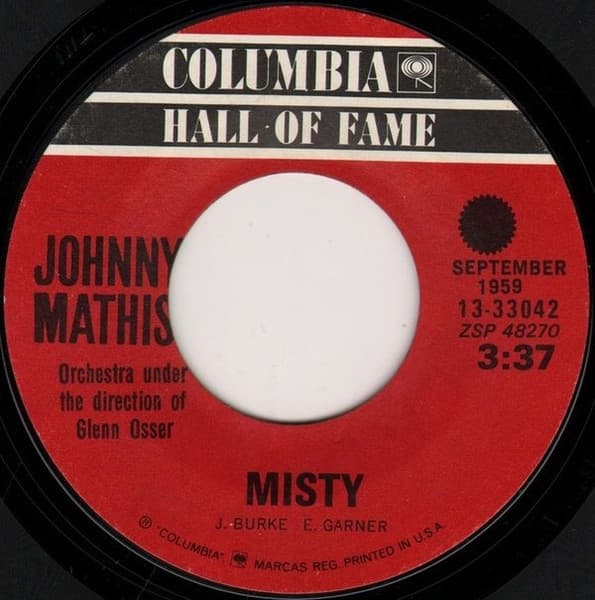 COLUMBIA
HALL OF FAME
JOHNNY
MATHIS
Orchestra under
the direction of
Glenn Osser
SEPTEMBER
1959
13-33042
ZSP 48270
3:37
MISTY
J. BURKE E. GARNER
® "COLUMBIA" MARCAS REG. PRINTED IN U.S.A.